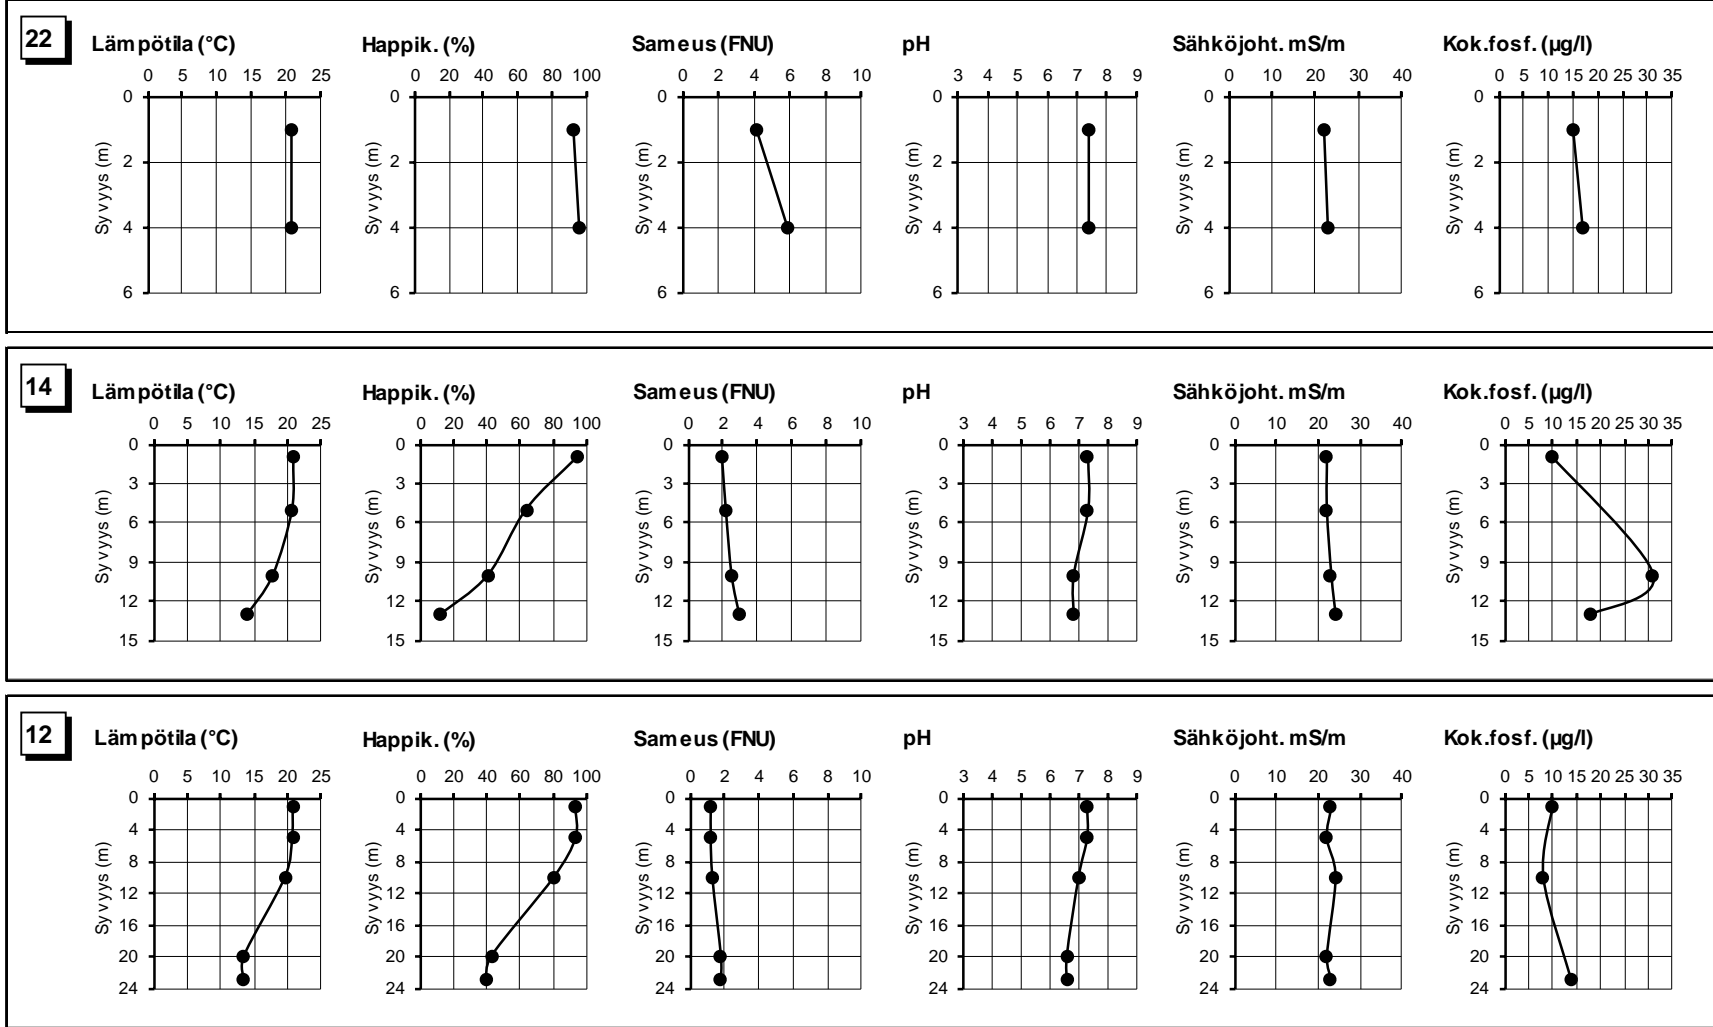 22 Lämpötila (°C) Happik. (%) Sameus (FNU) pH Sähköjoht. mS/m Kok.fosf. (µg/l)
0 5 10 15 20 25 0 20 40 60 80 100 0 2 4 6 8 10 3 4 5 6 7 8 9 0 10 20 30 40 0 5 10 15 20 25 30 35
0 0 0 0 0 0
2 2 2 2 2 2
4 4 4 4 4 4
6 6 6 6 6 6
Syvyys (m) Syvyys (m) Syvyys (m) Syvyys (m) Syvyys (m) Syvyys (m)
14 Lämpötila (°C) Happik. (%) Sameus (FNU) pH Sähköjoht. mS/m Kok.fosf. (µg/l)
0 5 10 15 20 25 0 20 40 60 80 100 0 2 4 6 8 10 3 4 5 6 7 8 9 0 10 20 30 40 0 5 10 15 20 25 30 35
0 0 0 0 0 0
3 3 3 3 3 3
6 6 6 6 6 6
9 9 9 9 9 9
12 12 12 12 12 12
15 15 15 15 15 15
Syvyys (m) Syvyys (m) Syvyys (m) Syvyys (m) Syvyys (m) Syvyys (m)
12 Lämpötila (°C) Happik. (%) Sameus (FNU) pH Sähköjoht. mS/m Kok.fosf. (µg/l)
0 5 10 15 20 25 0 20 40 60 80 100 0 2 4 6 8 10 3 4 5 6 7 8 9 0 10 20 30 40 0 5 10 15 20 25 30 35
0 0 0 0 0 0
4 4 4 4 4 4
8 8 8 8 8 8
12 12 12 12 12 12
16 16 16 16 16 16
20 20 20 20 20 20
24 24 24 24 24 24
Syvyys (m) Syvyys (m) Syvyys (m) Syvyys (m) Syvyys (m) Syvyys (m)